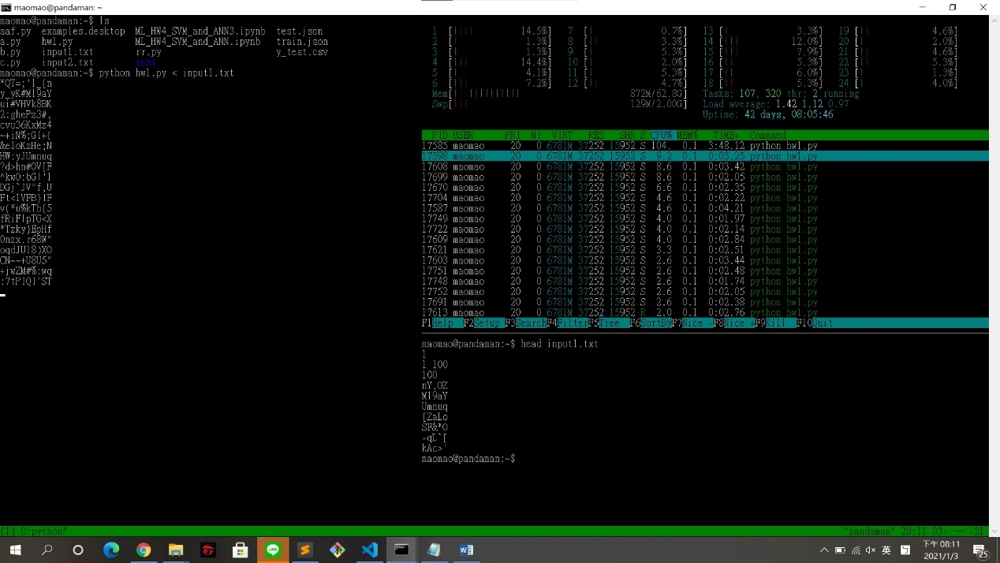 maomao@pandaman: ~
maomao@pandaman:~$ ls
aaf.py examples.desktop ML_HW4_SVM_and_ANN3.ipynb test.json
a.py hw1.py ML_HW4_SVM_and_ANN.ipynb train.json
b.py input1.txt rr.py y_test.csv
c.py input2.txt test
maomao@pandaman:~$ python hw1.py < input1.txt
*QT=;'l_{n
y_yK#M19aY
ui#VHVk8BK
2:ghePz3#,
cvu36KxMz4
~+iN%;GI+(
&eloKzHe;N
HW:yJUmnuq
?d>hn#OV[F
^kwO:bG|'l
DGj`JV"f,U
Ft<lVFB}IF
v(*u%kTb{5
fRiF|pTG<X
*Tzky}EpHf
0nzx.r68W"
oqdJU[8)XO
CN~~+U8U5"
+jwZM#%:wq
:7tP[Q['ST
1 [|||| 14.5%] 7 [| 0.7%] 13 [| 3.3%] 19 [|| 4.6%]
2 [| 1.3%] 8 [|| 3.3%] 14 [||| 12.0%] 20 [|| 2.0%]
3 [| 1.3%] 9 [| 5.3%] 15 [||| 7.9%] 21 [|| 4.6%]
4 [||| 14.4%] 10 [|| 2.0%] 16 [|| 5.3%] 22 [|| 5.3%]
5 [| 4.1%] 11 [| 5.3%] 17 [|| 6.0%] 23 [| 1.3%]
6 [||| 7.2%] 12 [|| 4.7%] 18 [|| 5.3%] 24 [| 4.0%]
Mem[||||||||||||| 872M/62.8G] Tasks: 107, 320 thr; 2 running
Swp[||| 129M/2.00G] Load average: 1.42 1.12 0.97
Uptime: 42 days, 08:05:46
PID USER PRI NI VIRT RES SHR S CPU% MEM% TIME+ Command
17585 maomao 20 0 6781M 37252 15952 S 104. 0.1 3:48.12 python hw1.py
17598 maomao 20 0 6781M 37252 15952 S 9.2 0.1 0:03.25 python hw1.py
17608 maomao 20 0 6781M 37252 15952 S 8.6 0.1 0:03.42 python hw1.py
17699 maomao 20 0 6781M 37252 15952 S 8.6 0.1 0:02.05 python hw1.py
17670 maomao 20 0 6781M 37252 15952 S 6.6 0.1 0:02.35 python hw1.py
17704 maomao 20 0 6781M 37252 15952 S 4.6 0.1 0:02.22 python hw1.py
17587 maomao 20 0 6781M 37252 15952 S 4.6 0.1 0:04.21 python hw1.py
17749 maomao 20 0 6781M 37252 15952 S 4.0 0.1 0:01.97 python hw1.py
17722 maomao 20 0 6781M 37252 15952 S 4.0 0.1 0:02.14 python hw1.py
17609 maomao 20 0 6781M 37252 15952 S 4.0 0.1 0:02.84 python hw1.py
17621 maomao 20 0 6781M 37252 15952 S 3.3 0.1 0:02.51 python hw1.py
17603 maomao 20 0 6781M 37252 15952 S 2.6 0.1 0:03.44 python hw1.py
17751 maomao 20 0 6781M 37252 15952 S 2.6 0.1 0:02.48 python hw1.py
17748 maomao 20 0 6781M 37252 15952 S 2.6 0.1 0:01.74 python hw1.py
17752 maomao 20 0 6781M 37252 15952 S 2.6 0.1 0:02.05 python hw1.py
17691 maomao 20 0 6781M 37252 15952 S 2.0 0.1 0:02.38 python hw1.py
17613 maomao 20 0 6781M 37252 15952 R 2.0 0.1 0:02.76 python hw1.py
F1Help F2Setup F3SearchF4FilterF5Tree F6SortByF7Nice -F8Nice +F9Kill F10Quit
maomao@pandaman:~$ head input1.txt
1
1 100
100
nY,OZ
M19aY
Umnuq
[ZaLo
SF&*O
-qL`[
kAc>'
maomao@pandaman:~$
[1] 0:python* "pandaman" 20:11 03- -- -21
LINE
英
下午 08:11
2021/1/3
25